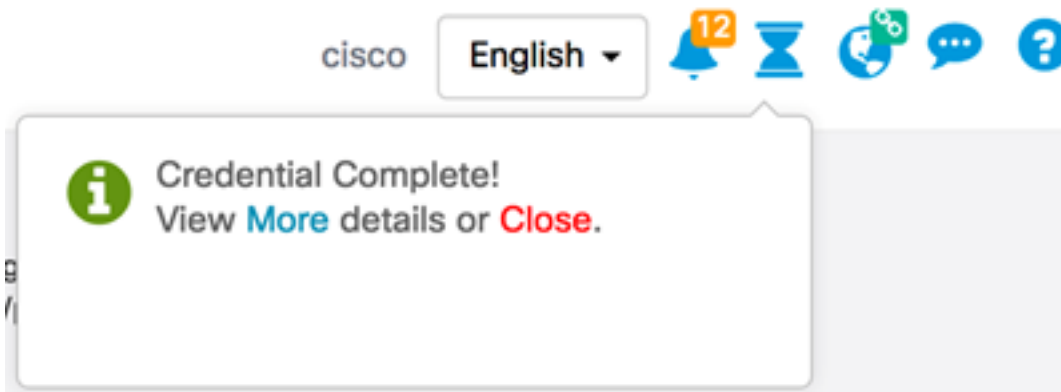 cisco English 12
Credential Complete!
View More details or Close.
g